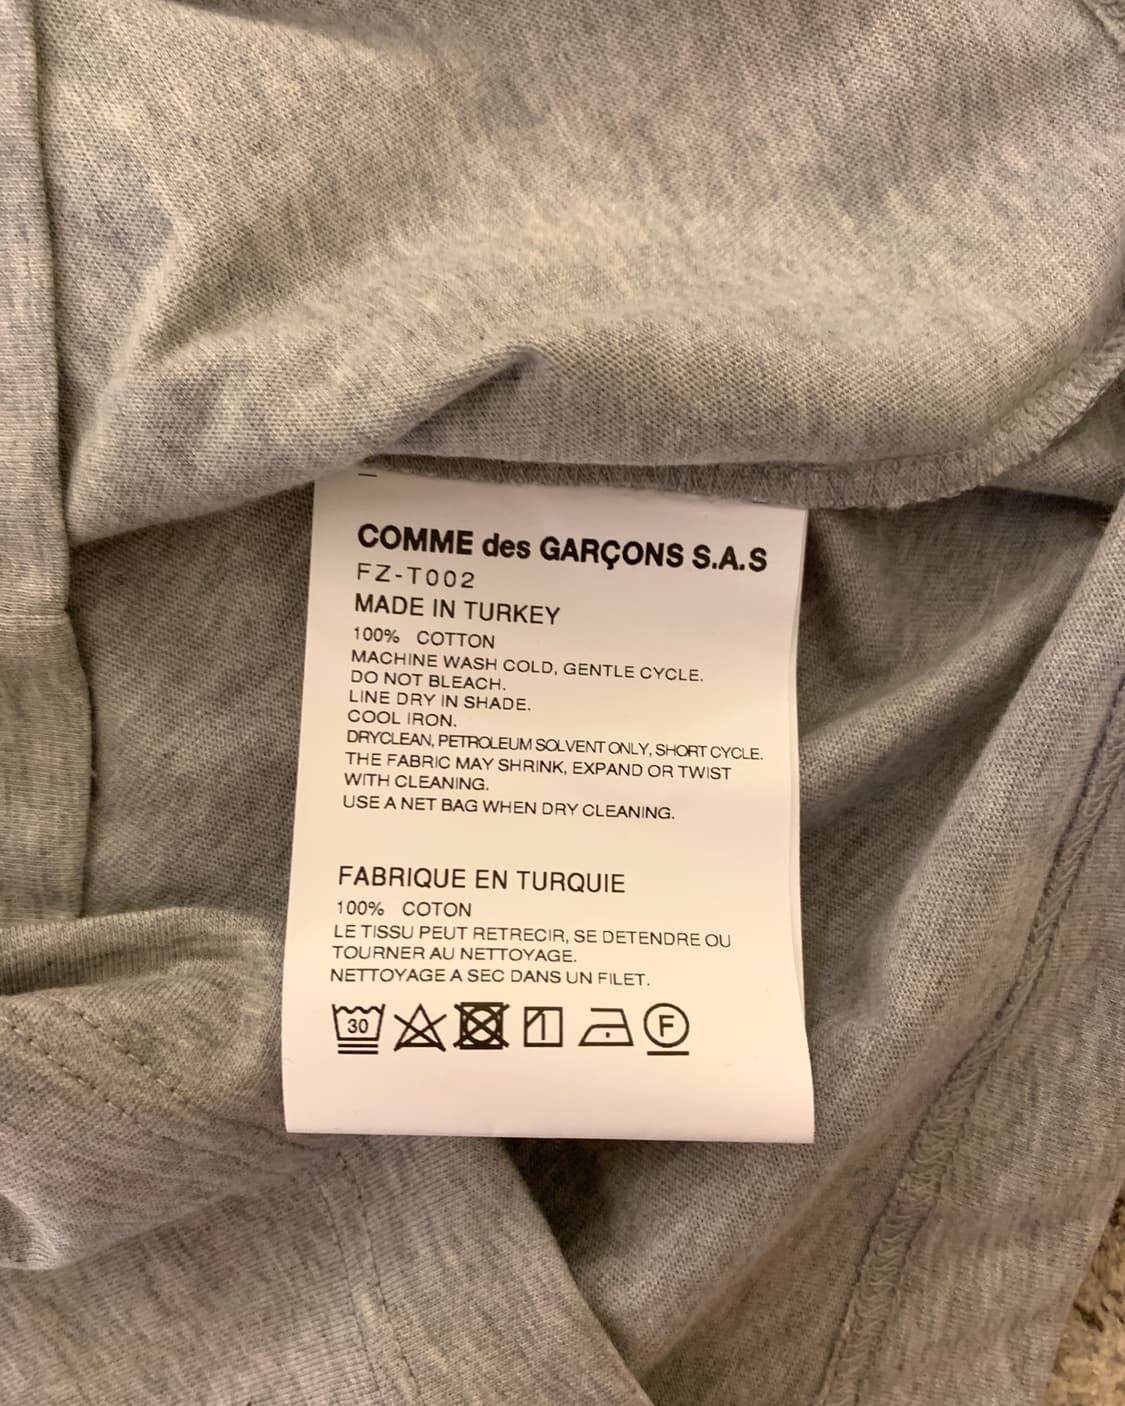 COMME des GARÇONS S.A.S
FZ-T002
MADE IN TURKEY
100% COTTON
MACHINE WASH COLD, GENTLE CYCLE.
DO NOT BLEACH.
LINE DRY IN SHADE.
COOL IRON.
DRYCLEAN, PETROLEUM SOLVENT ONLY, SHORT CYCLE.
THE FABRIC MAY SHRINK, EXPAND OR TWIST
WITH CLEANING.
USE A NET BAG WHEN DRY CLEANING.
FABRIQUE EN TURQUIE
100% COTON
LE TISSU PEUT RETRECIR, SE DETENDRE OU
TOURNER AU NETTOYAGE.
NETTOYAGE A SEC DANS UN FILET.
30 F